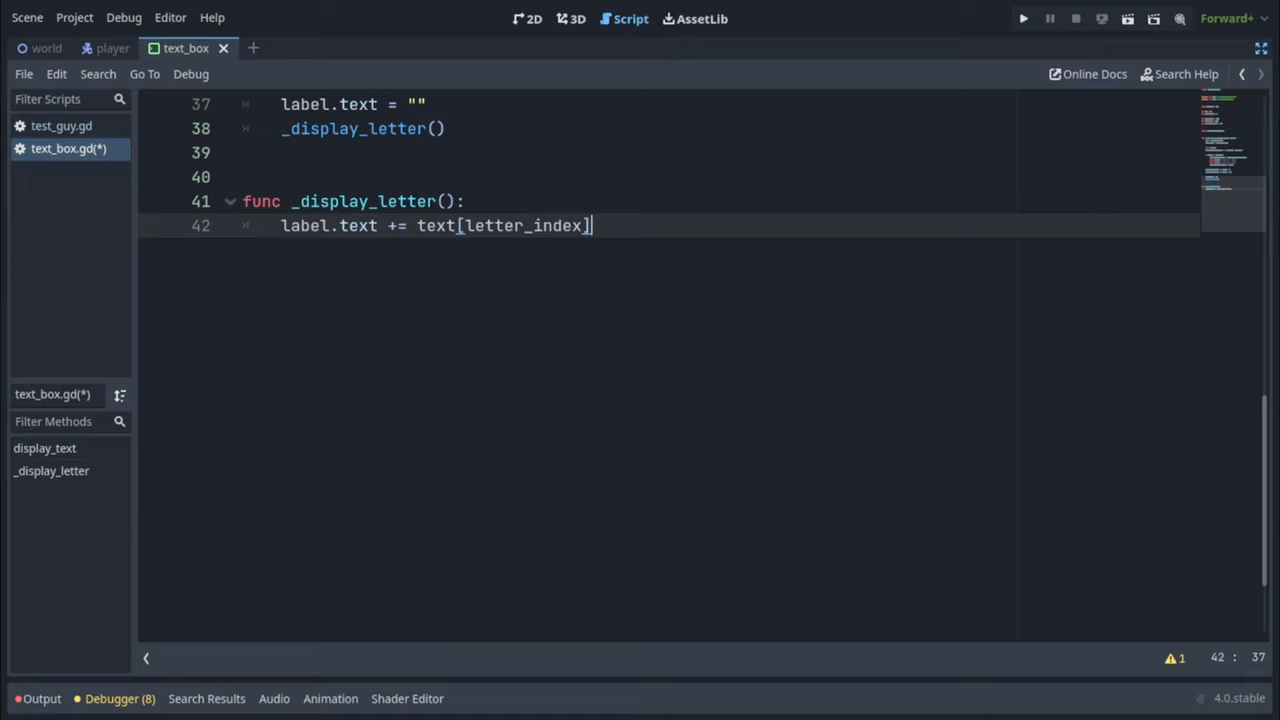 Scene Project Debug Editor Help 2D 3D Script AssetLib Forward+
world player text_box
File Edit Search Go To Debug Online Docs Search Help
Filter Scripts
test_guy.gd
text_box.gd(*)
text_box.gd(*)
Filter Methods
display_text
_display_letter
37 label.text = ""
38 _display_letter()
39
40
41 func _display_letter():
42 label.text += text[letter_index]
1 42 : 37
Output Debugger (8) Search Results Audio Animation Shader Editor 4.0.stable